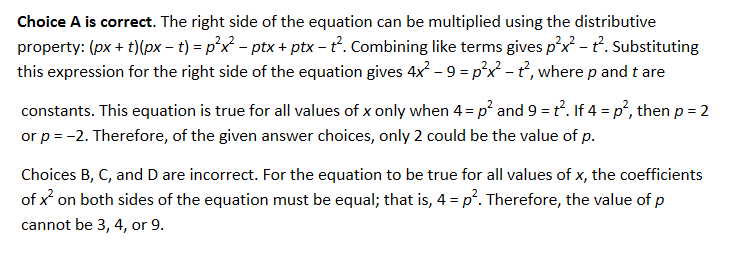 Choice A is correct. The right side of the equation can be multiplied using the distributive
property: (px + t)(px – t) = p²x² – ptx + ptx – t². Combining like terms gives p²x² – t². Substituting
this expression for the right side of the equation gives 4x² – 9 = p²x² – t², where p and t are
constants. This equation is true for all values of x only when 4 = p² and 9 = t². If 4 = p², then p = 2
or p = –2. Therefore, of the given answer choices, only 2 could be the value of p.
Choices B, C, and D are incorrect. For the equation to be true for all values of x, the coefficients
of x² on both sides of the equation must be equal; that is, 4 = p². Therefore, the value of p
cannot be 3, 4, or 9.